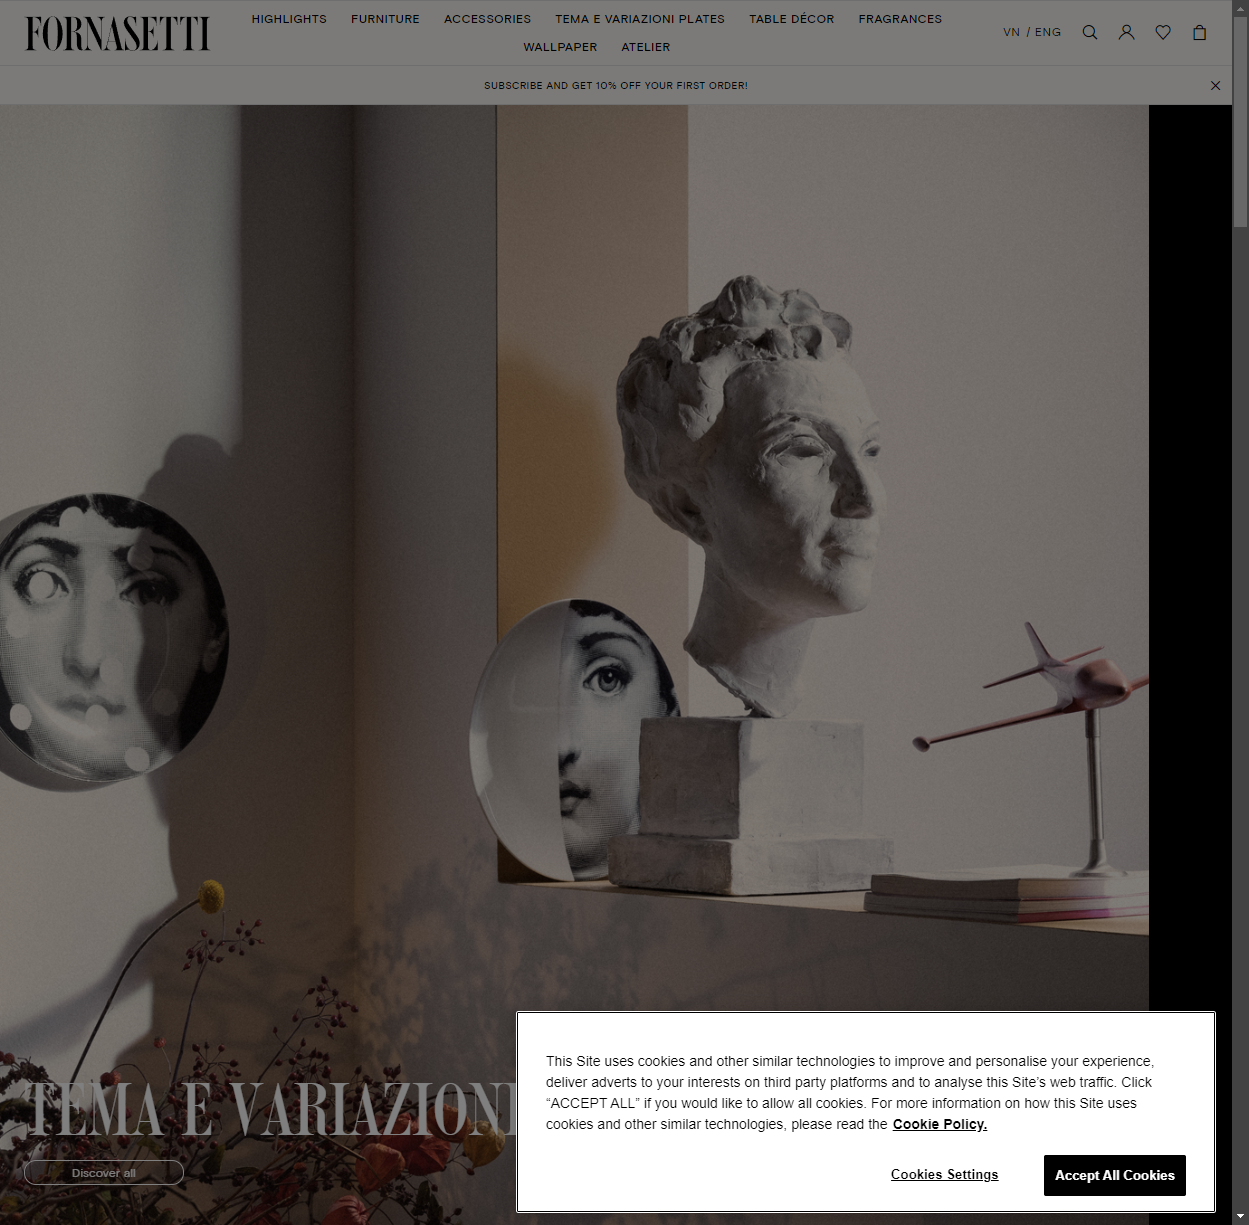 FORNASETTI
HIGHLIGHTS FURNITURE ACCESSORIES TEMA E VARIAZIONI PLATES TABLE DÉCOR FRAGRANCES
WALLPAPER ATELIER
VN / ENG
SUBSCRIBE AND GET 10% OFF YOUR FIRST ORDER!
TEMA E VARIAZIONI
Discover all
This Site uses cookies and other similar technologies to improve and personalise your experience,
deliver adverts to your interests on third party platforms and to analyse this Site's web traffic. Click
“ACCEPT ALL” if you would like to allow all cookies. For more information on how this Site uses
cookies and other similar technologies, please read the Cookie Policy.
Cookies Settings
Accept All Cookies